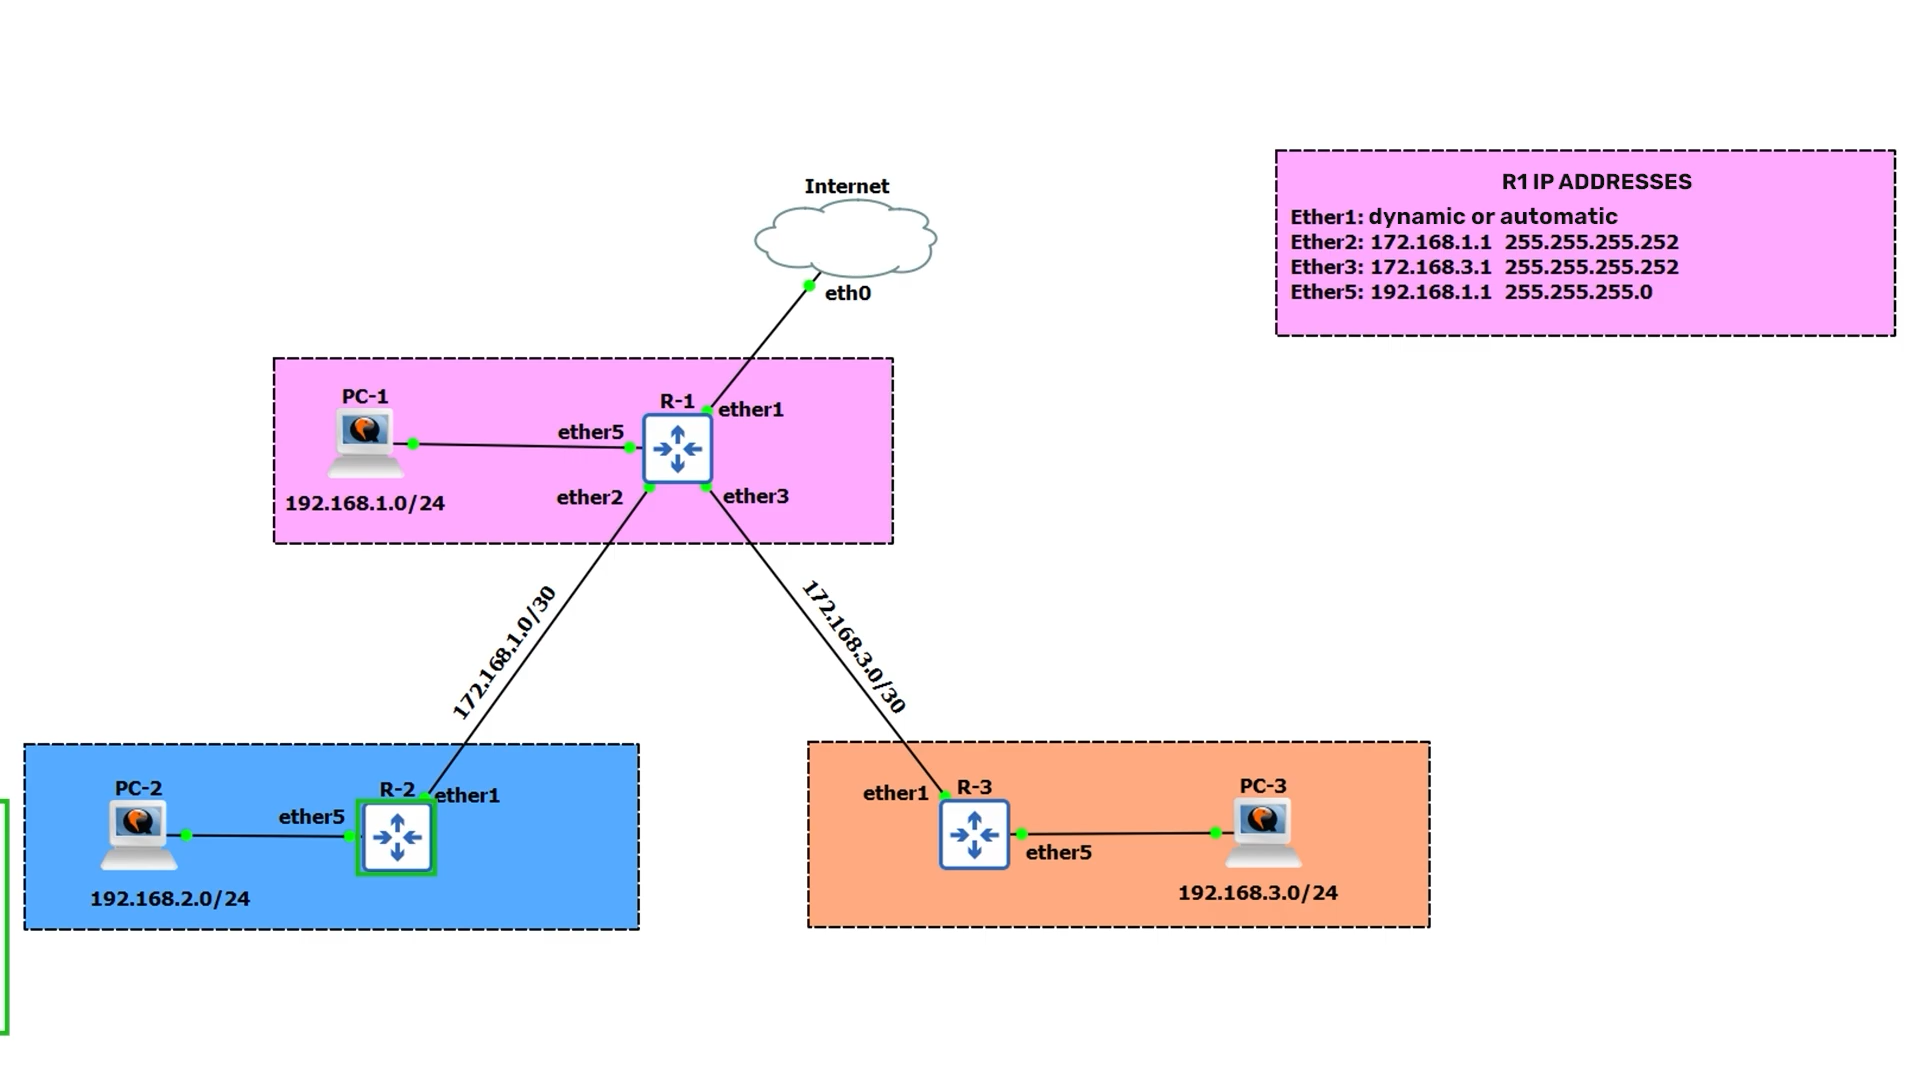 Internet
eth0
R1 IP ADDRESSES
Ether1: dynamic or automatic
Ether2: 172.168.1.1 255.255.255.252
Ether3: 172.168.3.1 255.255.255.252
Ether5: 192.168.1.1 255.255.255.0
PC-1
R-1
ether1
ether5
192.168.1.0/24
ether2
ether3
172.168.1.0/30
172.168.3.0/30
PC-2
R-2
ether1
ether5
192.168.2.0/24
ether1
R-3
PC-3
ether5
192.168.3.0/24